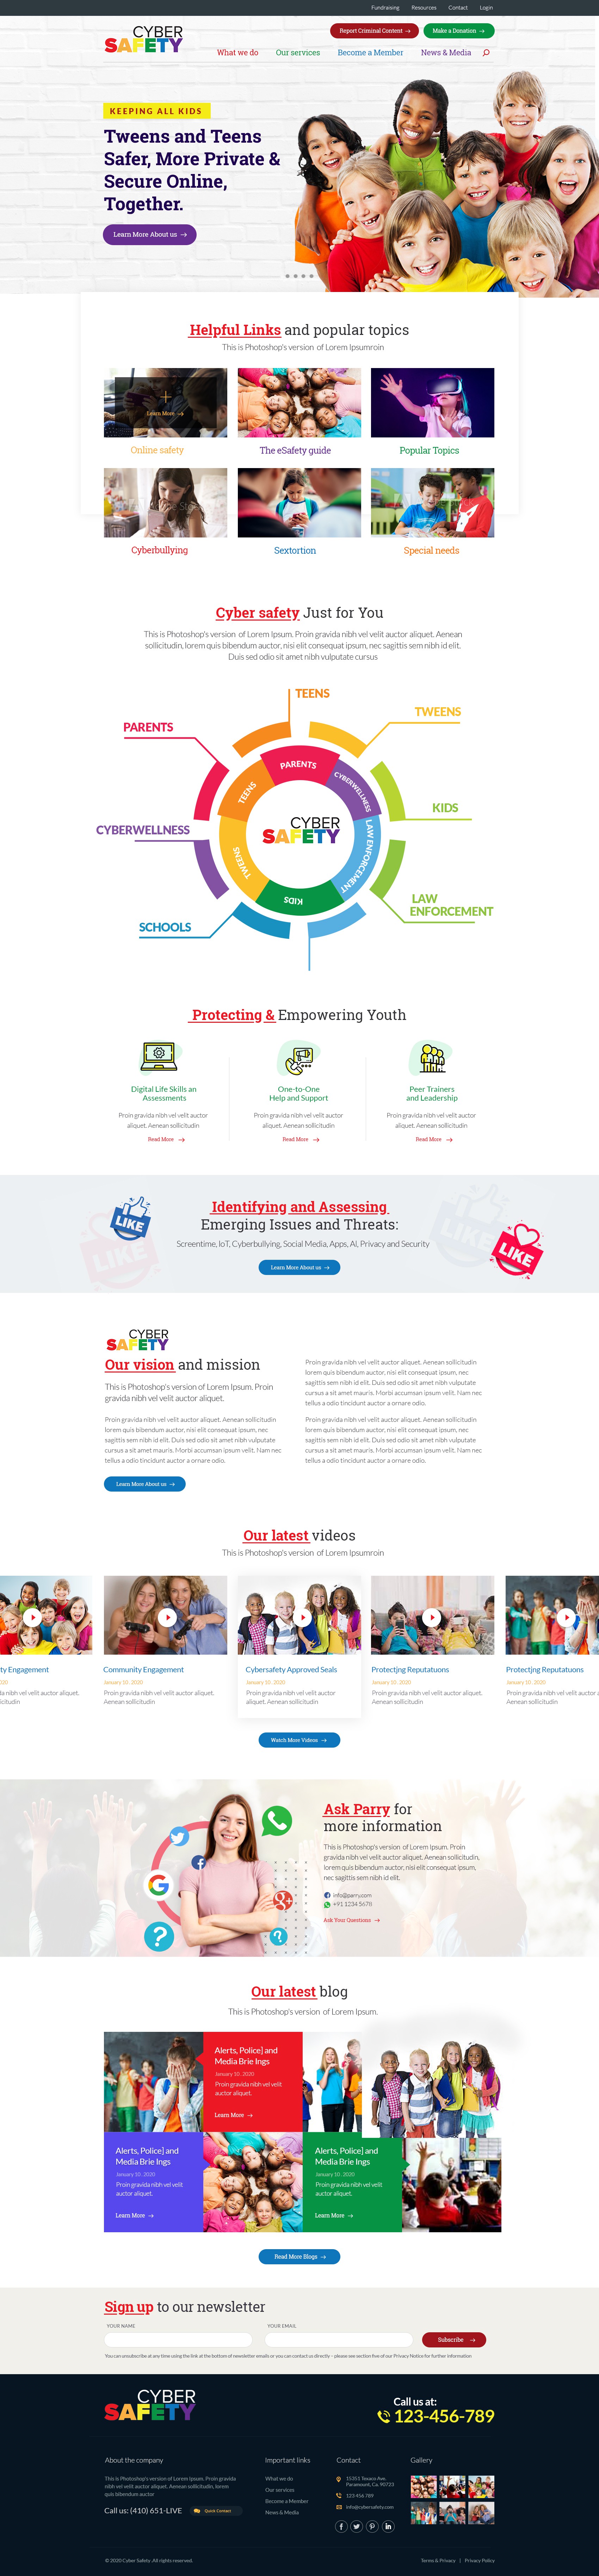 Fundraising Resources Contact Login
CYBER
SAFETY
Report Criminal Content
Make a Donation
What we do Our services Become a Member News & Media
KEEPING ALL KIDS
Tweens and Teens
Safer, More Private &
Secure Online,
Together.
Learn More About us
Helpful Links and popular topics
This is Photoshop's version of Lorem Ipsumroin
Learn More
Online safety
The eSafety guide
Popular Topics
Cyberbullying
Sextortion
Special needs
Cyber safety Just for You
This is Photoshop's version of Lorem Ipsum. Proin gravida nibh vel velit auctor aliquet. Aenean
sollicitudin, lorem quis bibendum auctor, nisi elit consequat ipsum, nec sagittis sem nibh id elit.
Duis sed odio sit amet nibh vulputate cursus
TEENS
TWEENS
PARENTS
KIDS
CYBERWELLNESS
LAW
ENFORCEMENT
SCHOOLS
PARENTS
CYBERWELLNESS
TEENS
LAW ENFORCEMENT
TWEENS
KIDS
CYBER
SAFETY
Protecting & Empowering Youth
Digital Life Skills an
Assessments
Proin gravida nibh vel velit auctor
aliquet. Aenean sollicitudin
Read More
One-to-One
Help and Support
Proin gravida nibh vel velit auctor
aliquet. Aenean sollicitudin
Read More
Peer Trainers
and Leadership
Proin gravida nibh vel velit auctor
aliquet. Aenean sollicitudin
Read More
LIKE
Identifying and Assessing
Emerging Issues and Threats:
Screentime, IoT, Cyberbullying, Social Media, Apps, AI, Privacy and Security
Learn More About us
LIKE
CYBER
SAFETY
Our vision and mission
This is Photoshop's version of Lorem Ipsum. Proin
gravida nibh vel velit auctor aliquet.
Proin gravida nibh vel velit auctor aliquet. Aenean sollicitudin
lorem quis bibendum auctor, nisi elit consequat ipsum, nec
sagittis sem nibh id elit. Duis sed odio sit amet nibh vulputate
cursus a sit amet mauris. Morbi accumsan ipsum velit. Nam nec
tellus a odio tincidunt auctor a ornare odio.
Learn More About us
Proin gravida nibh vel velit auctor aliquet. Aenean sollicitudin
lorem quis bibendum auctor, nisi elit consequat ipsum, nec
sagittis sem nibh id elit. Duis sed odio sit amet nibh vulputate
cursus a sit amet mauris. Morbi accumsan ipsum velit. Nam nec
tellus a odio tincidunt auctor a ornare odio.
Proin gravida nibh vel velit auctor aliquet. Aenean sollicitudin
lorem quis bibendum auctor, nisi elit consequat ipsum, nec
sagittis sem nibh id elit. Duis sed odio sit amet nibh vulputate
cursus a sit amet mauris. Morbi accumsan ipsum velit. Nam nec
tellus a odio tincidunt auctor a ornare odio.
Our latest videos
This is Photoshop's version of Lorem Ipsumroin
ty Engagement
020
a nibh vel velit auctor aliquet.
icitudin
Community Engagement
January 10 . 2020
Proin gravida nibh vel velit auctor aliquet.
Aenean sollicitudin
Cybersafety Approved Seals
January 10 . 2020
Proin gravida nibh vel velit auctor
aliquet. Aenean sollicitudin
Protectjng Reputatuons
January 10 . 2020
Proin gravida nibh vel velit auctor aliquet.
Aenean sollicitudin
Protectjng Reputatuons
January 10 . 2020
Proin gravida nibh vel velit auctor a
Aenean sollicitudin
Watch More Videos
Ask Parry for
more information
This is Photoshop's version of Lorem Ipsum. Proin
gravida nibh vel velit auctor aliquet. Aenean sollicitudin,
lorem quis bibendum auctor, nisi elit consequat ipsum,
nec sagittis sem nibh id elit.
info@parry.com
+91 1234 5678
Ask Your Questions
Our latest blog
This is Photoshop's version of Lorem Ipsum.
Alerts, Police] and
Media Brie Ings
January 10 . 2020
Proin gravida nibh vel velit
auctor aliquet.
Learn More
Alerts, Police] and
Media Brie Ings
January 10 . 2020
Proin gravida nibh vel velit
auctor aliquet.
Learn More
Alerts, Police] and
Media Brie Ings
January 10 . 2020
Proin gravida nibh vel velit
auctor aliquet.
Learn More
Read More Blogs
Sign up to our newsletter
YOUR NAME
YOUR EMAIL
Subscribe
You can unsubscribe at any time using the link at the bottom of newsletter emails or you can contact us directly – please see section five of our Privacy Notice for further information
CYBER
SAFETY
Call us at:
123-456-789
About the company
This is Photoshop's version of Lorem Ipsum. Proin gravida
nibh vel velit auctor aliquet. Aenean sollicitudin, lorem
quis bibendum auctor
Call us: (410) 651-LIVE
Quick Contact
Important links
What we do
Our services
Become a Member
News & Media
Contact
15351 Texaco Ave.
Paramount, Ca. 90723
123 456 789
info@cybersafety.com
Gallery
© 2020 Cyber Safety. All rights reserved.
Terms & Privacy | Privacy Policy